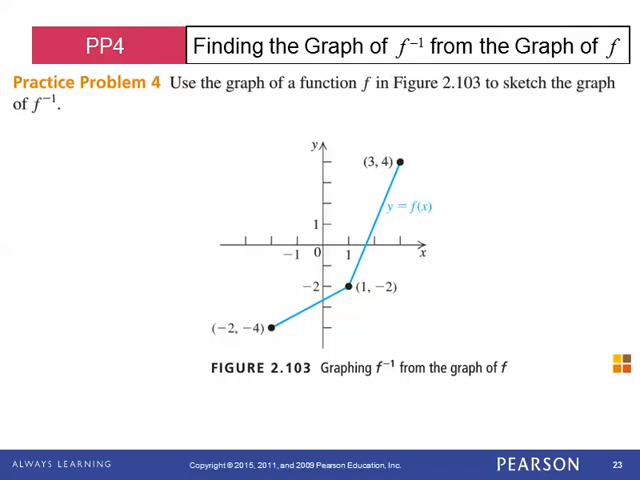 PP4
Finding the Graph of f⁻¹ from the Graph of f
Practice Problem 4 Use the graph of a function f in Figure 2.103 to sketch the graph
of f⁻¹.
y
(3, 4)
y = f(x)
1
−1 0 1 x
−2 (1, −2)
(−2, −4)
FIGURE 2.103 Graphing f⁻¹ from the graph of f
ALWAYS LEARNING
Copyright © 2015, 2011, and 2009 Pearson Education, Inc.
PEARSON
23